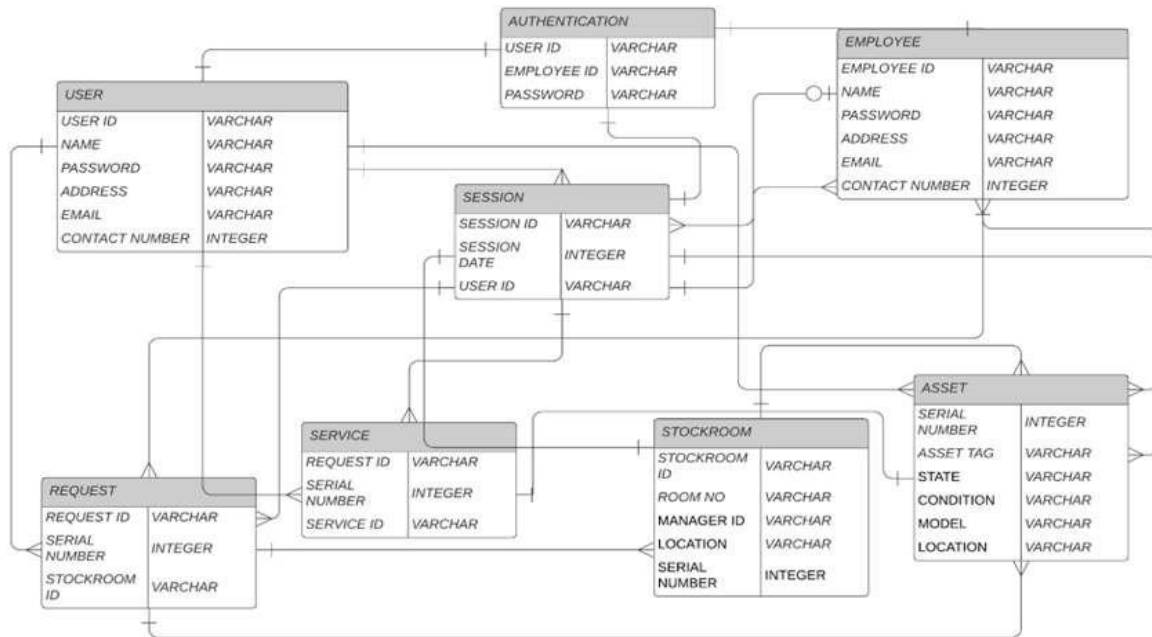 AUTHENTICATION
USER ID VARCHAR
EMPLOYEE ID VARCHAR
PASSWORD VARCHAR
EMPLOYEE
EMPLOYEE ID VARCHAR
NAME VARCHAR
PASSWORD VARCHAR
ADDRESS VARCHAR
EMAIL VARCHAR
CONTACT NUMBER INTEGER
USER
USER ID VARCHAR
NAME VARCHAR
PASSWORD VARCHAR
ADDRESS VARCHAR
EMAIL VARCHAR
CONTACT NUMBER INTEGER
SESSION
SESSION ID VARCHAR
SESSION
DATE INTEGER
USER ID VARCHAR
SERVICE
REQUEST ID VARCHAR
SERIAL
NUMBER INTEGER
SERVICE ID VARCHAR
STOCKROOM
STOCKROOM
ID VARCHAR
ROOM NO VARCHAR
MANAGER ID VARCHAR
LOCATION VARCHAR
SERIAL
NUMBER INTEGER
ASSET
SERIAL
NUMBER INTEGER
ASSET TAG VARCHAR
STATE VARCHAR
CONDITION VARCHAR
MODEL VARCHAR
LOCATION VARCHAR
REQUEST
REQUEST ID VARCHAR
SERIAL
NUMBER INTEGER
STOCKROOM
ID VARCHAR